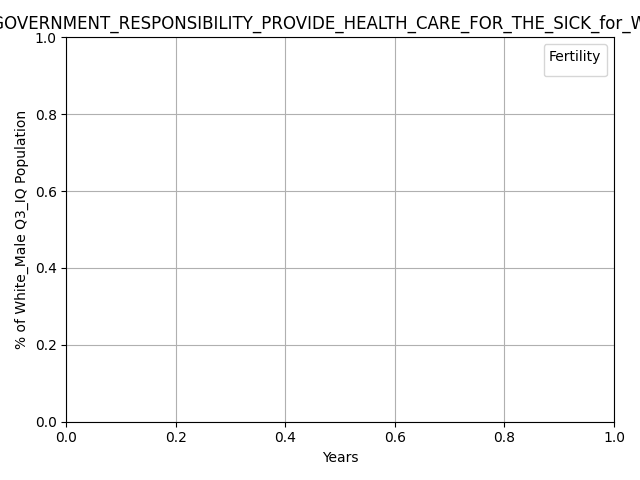 GOVERNMENT_RESPONSIBILITY_PROVIDE_HEALTH_CARE_FOR_THE_SICK_for_W
Fertility
1.0
0.8
0.6
0.4
0.2
0.0
% of White_Male Q3_IQ Population
0.0 0.2 0.4 0.6 0.8 1.0
Years